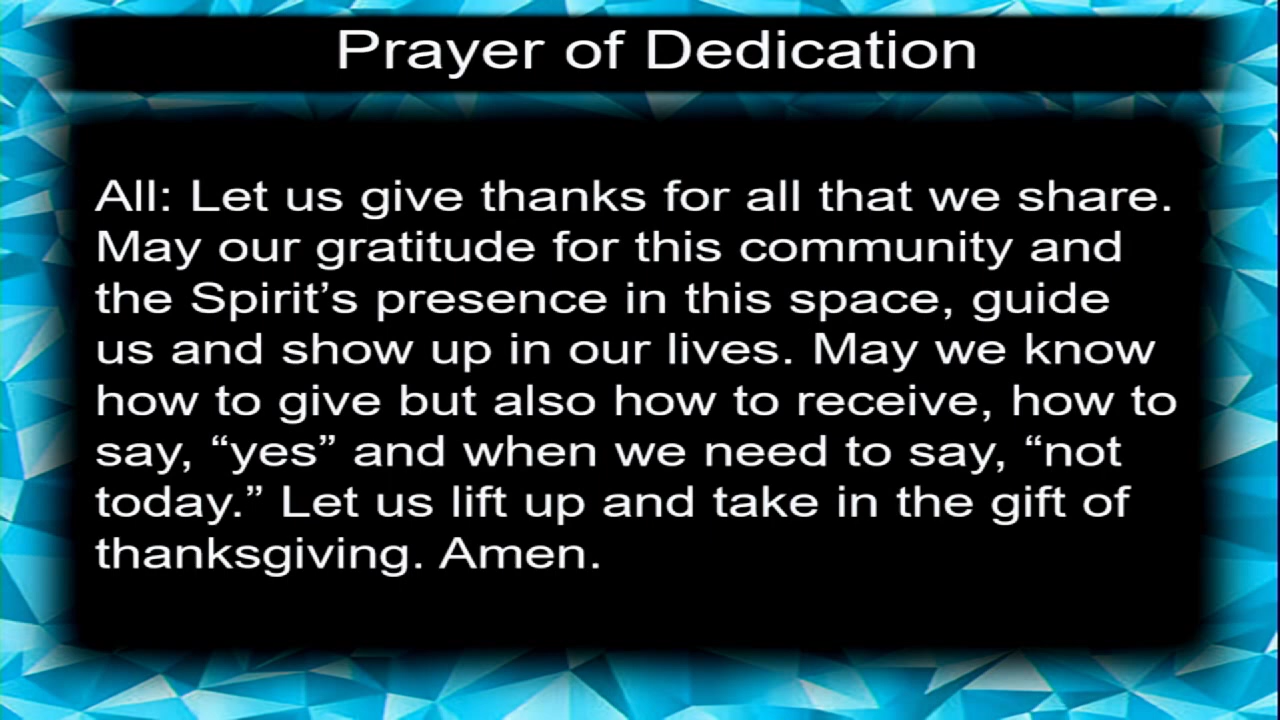 Prayer of Dedication
All: Let us give thanks for all that we share.
May our gratitude for this community and
the Spirit’s presence in this space, guide
us and show up in our lives. May we know
how to give but also how to receive, how to
say, “yes” and when we need to say, “not
today.” Let us lift up and take in the gift of
thanksgiving. Amen.